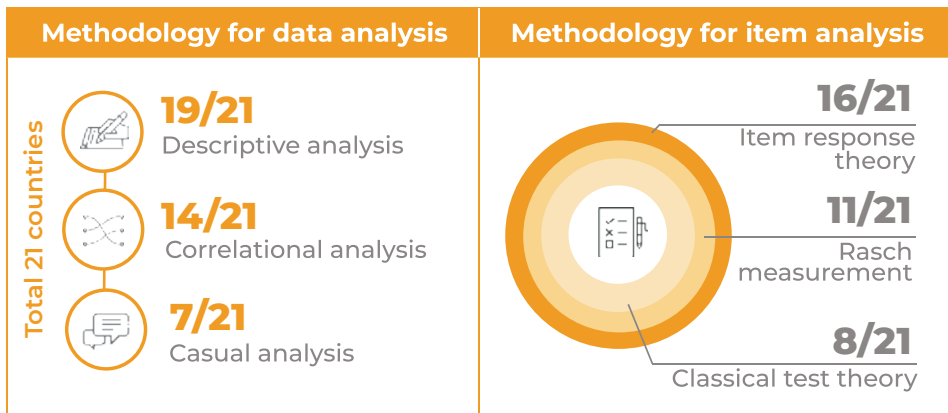 Methodology for data analysis
Total 21 countries
19/21
Descriptive analysis
14/21
Correlational analysis
7/21
Casual analysis
Methodology for item analysis
16/21
Item response
theory
11/21
Rasch
measurement
8/21
Classical test theory